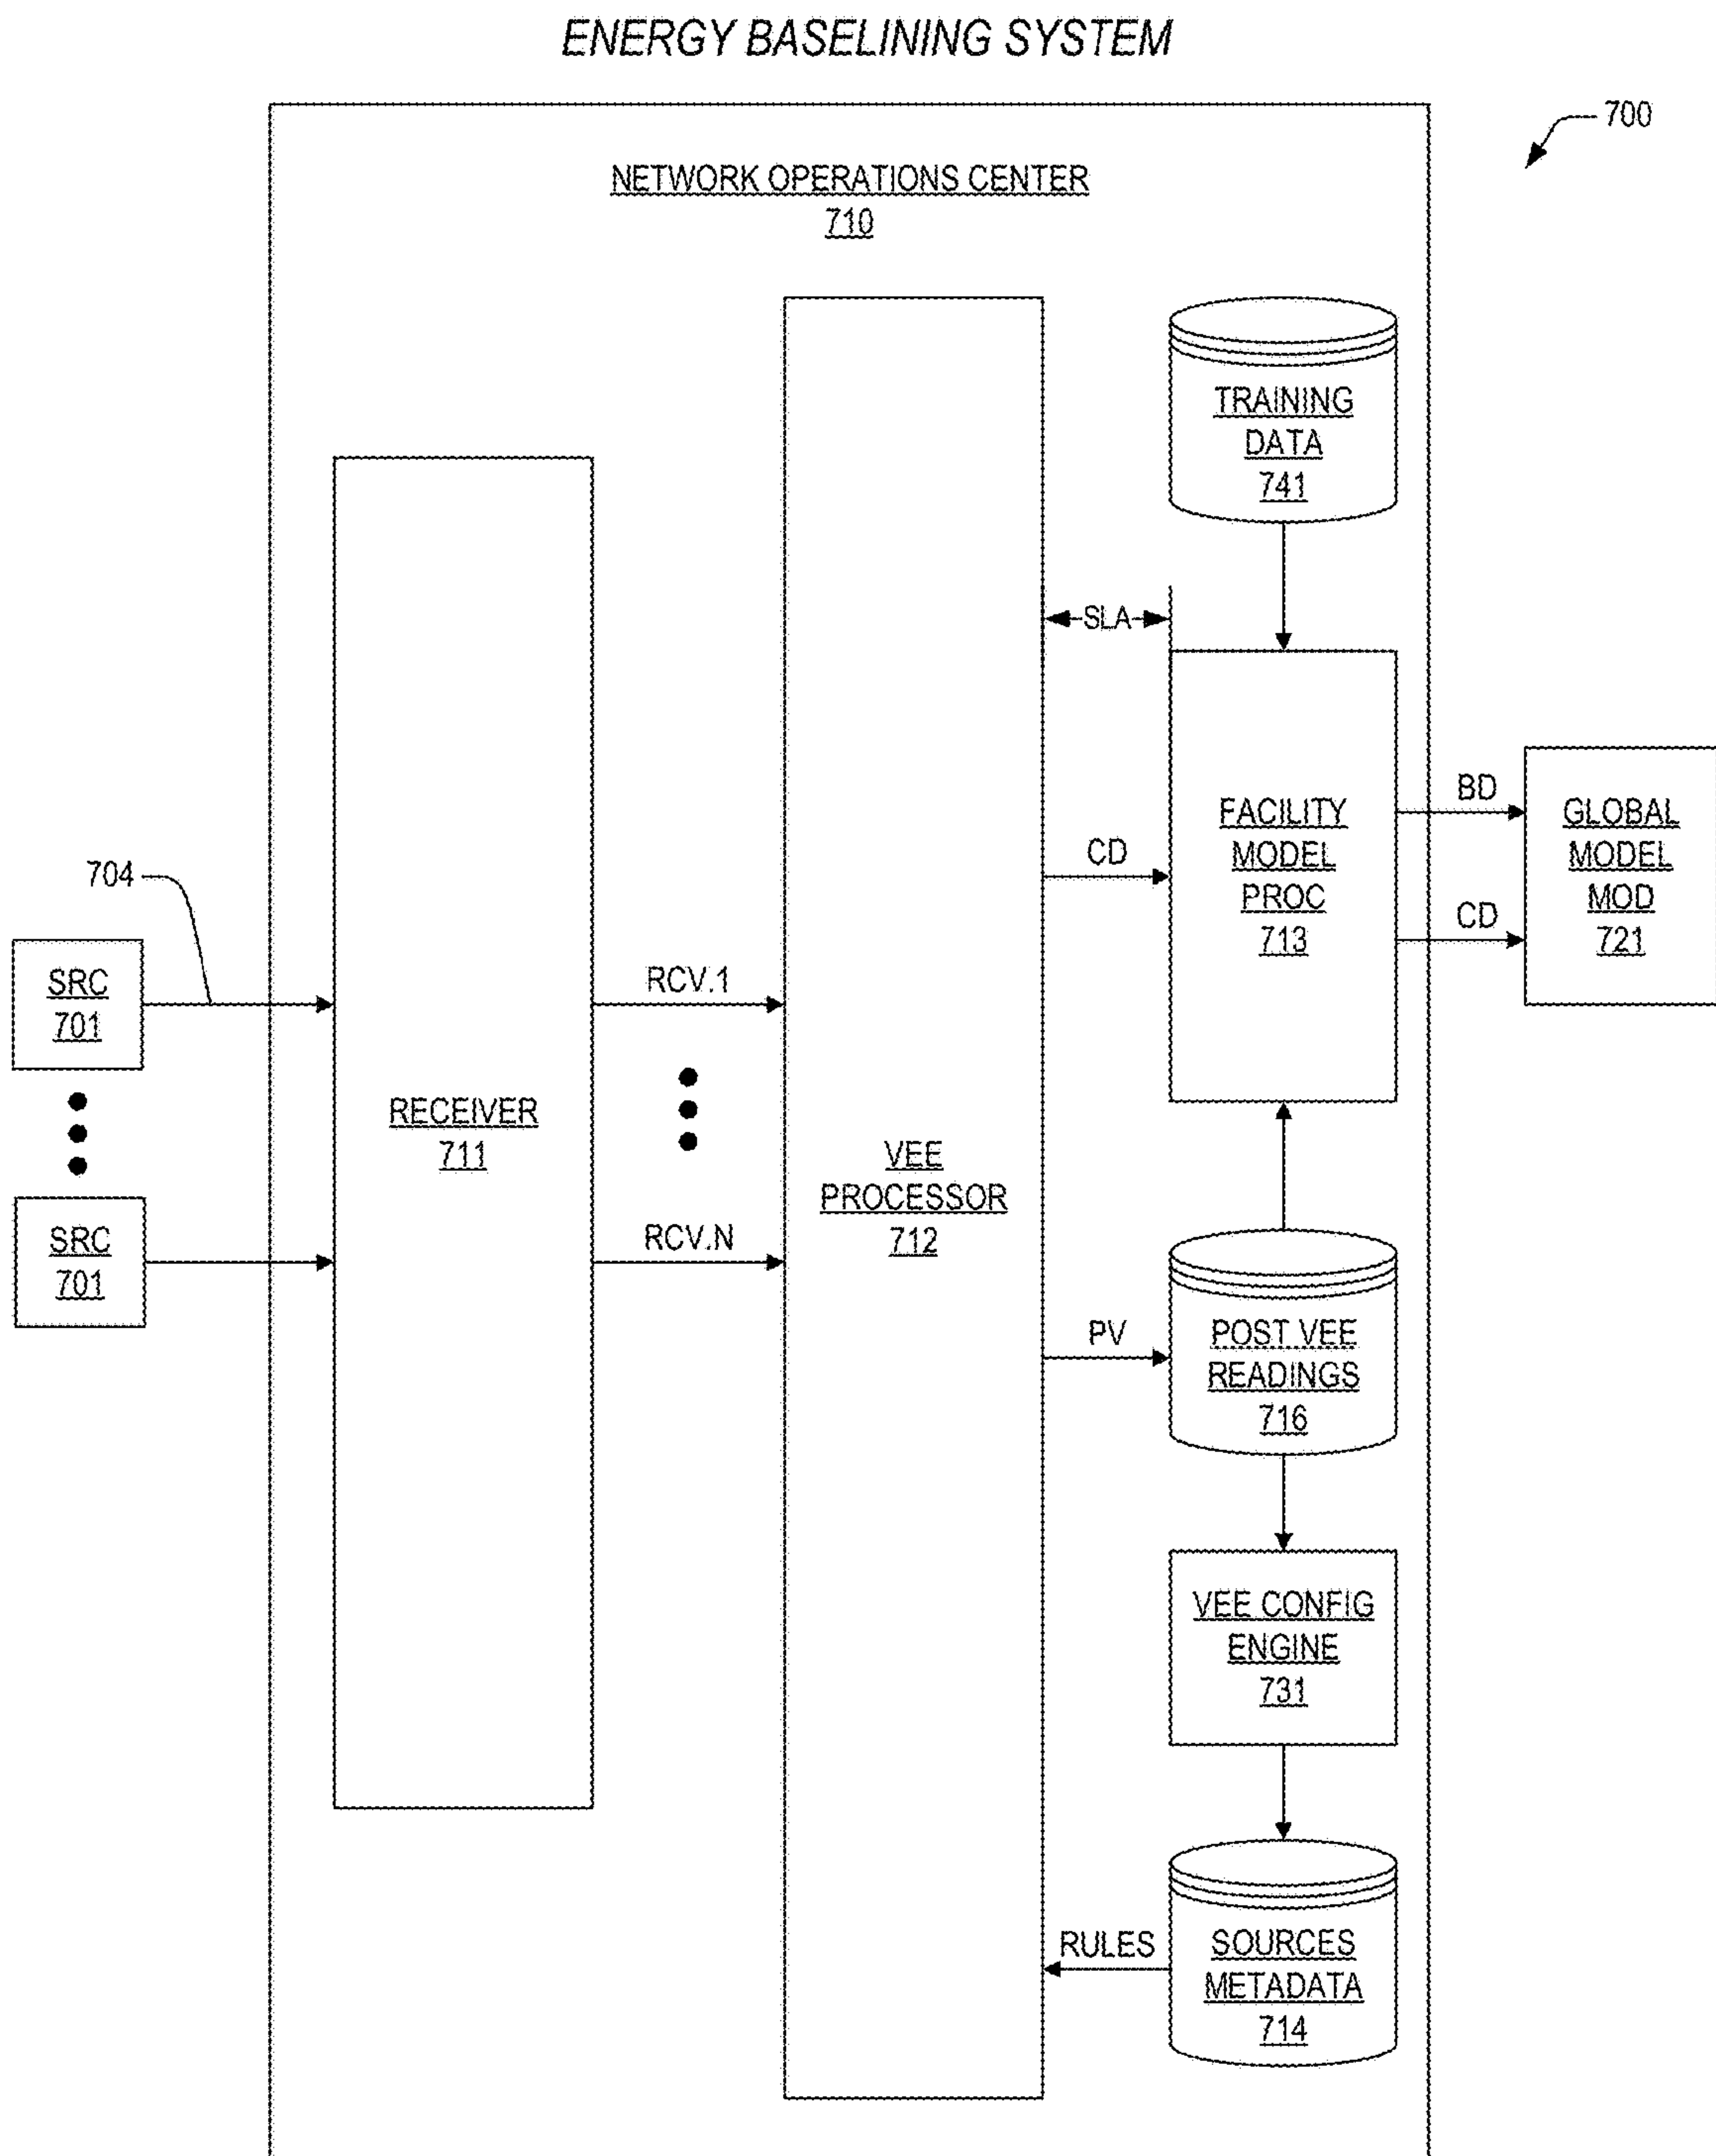 ENERGY BASELINING SYSTEM
700
NETWORK OPERATIONS CENTER
710
TRAINING
DATA
741
SLA
FACILITY
MODEL
PROC
713
BD
CD
GLOBAL
MODEL
MOD
721
CD
704
SRC
701
RCV.1
RECEIVER
711
VEE
PROCESSOR
712
SRC
701
RCV.N
PV
POST VEE
READINGS
716
VEE CONFIG
ENGINE
731
RULES
SOURCES
METADATA
714